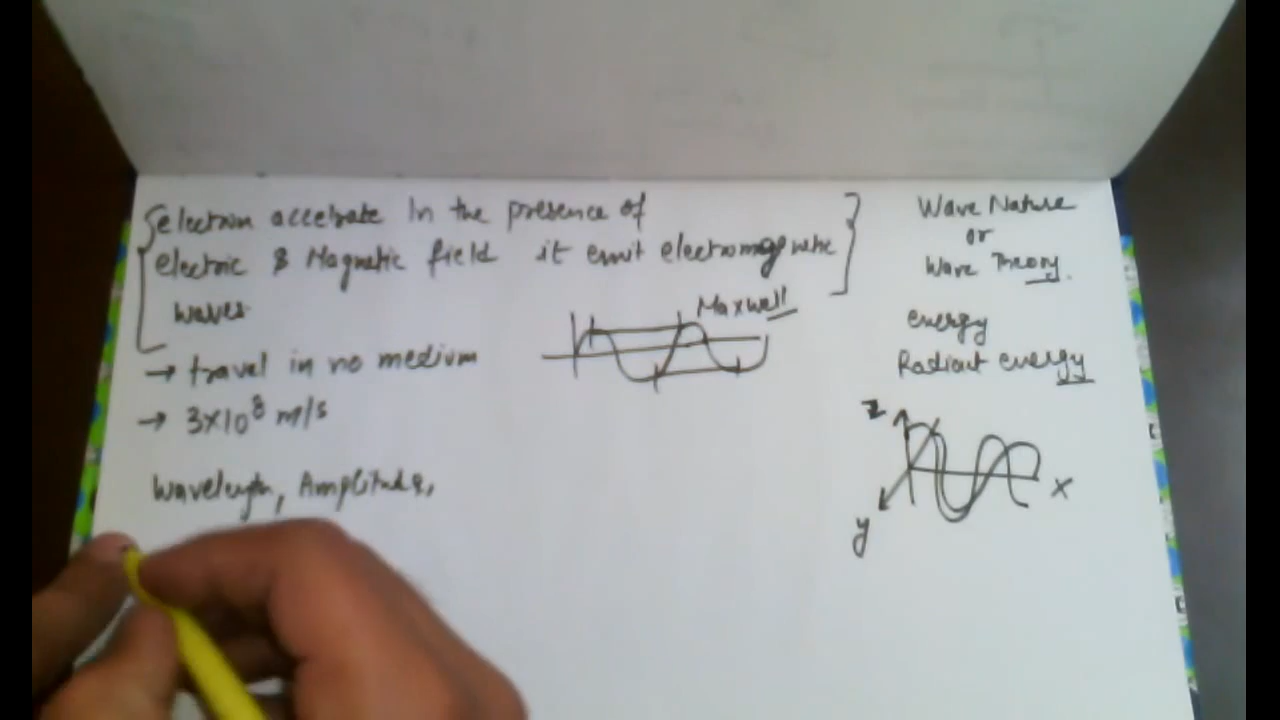 electron accelrate In the presence of
electric & Magnetic field it emit electromagnetic
waves
Maxwell
→ travel in no medium
→ 3×10⁸ m/s
Wavelength, Amplitude,
Wave Nature
or
Wave Theory
energy
Radiant energy
z
x
y